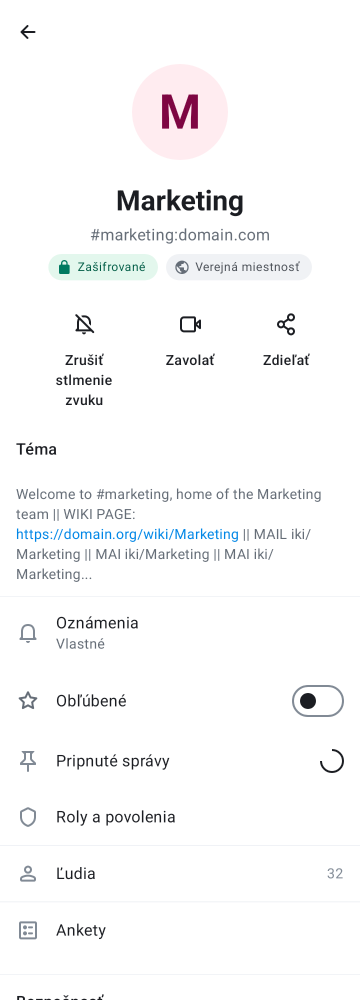 M
Marketing
#marketing:domain.com
Zašifrované
Verejná miestnosť
Zrušiť
stlmenie
zvuku
Zavolať
Zdieľať
Téma
Welcome to #marketing, home of the Marketing
team || WIKI PAGE:
https://domain.org/wiki/Marketing || MAIL iki/
Marketing || MAI iki/Marketing || MAI iki/
Marketing...
Oznámenia
Vlastné
Obľúbené
Pripnuté správy
Roly a povolenia
Ľudia 32
Ankety
Bezpečnosť